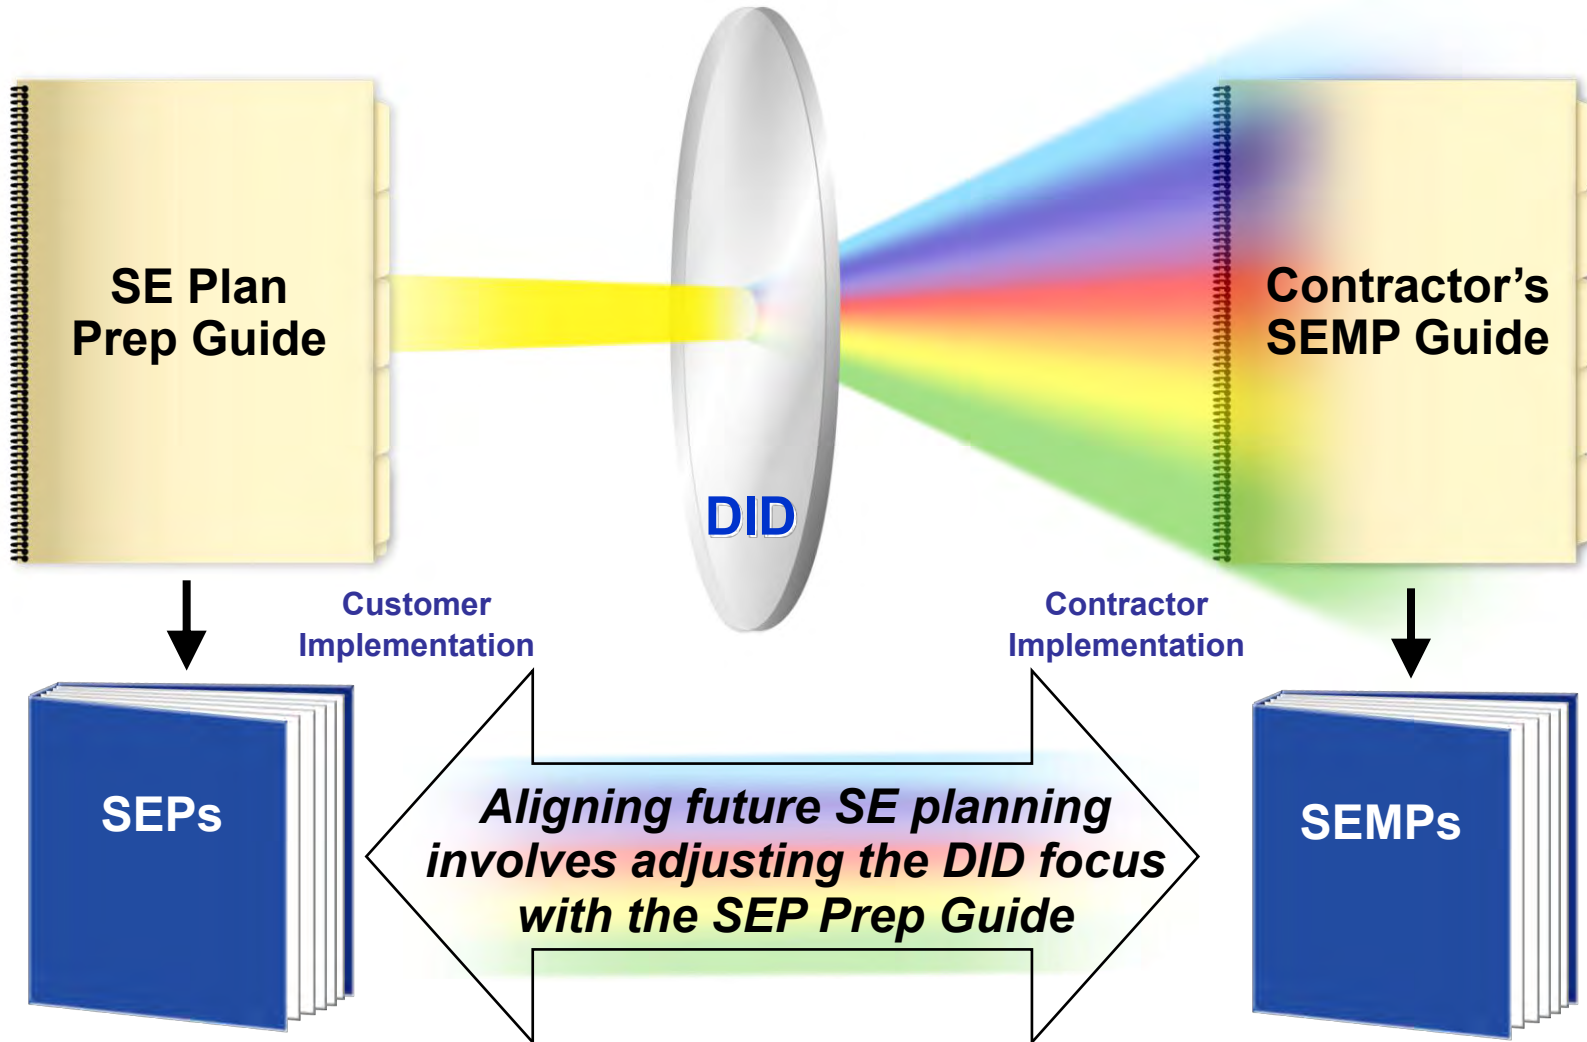 SE Plan
Prep Guide
DID
Contractor’s
SEMP Guide
Customer
Implementation
Contractor
Implementation
SEPs
Aligning future SE planning
involves adjusting the DID focus
with the SEP Prep Guide
SEMPs